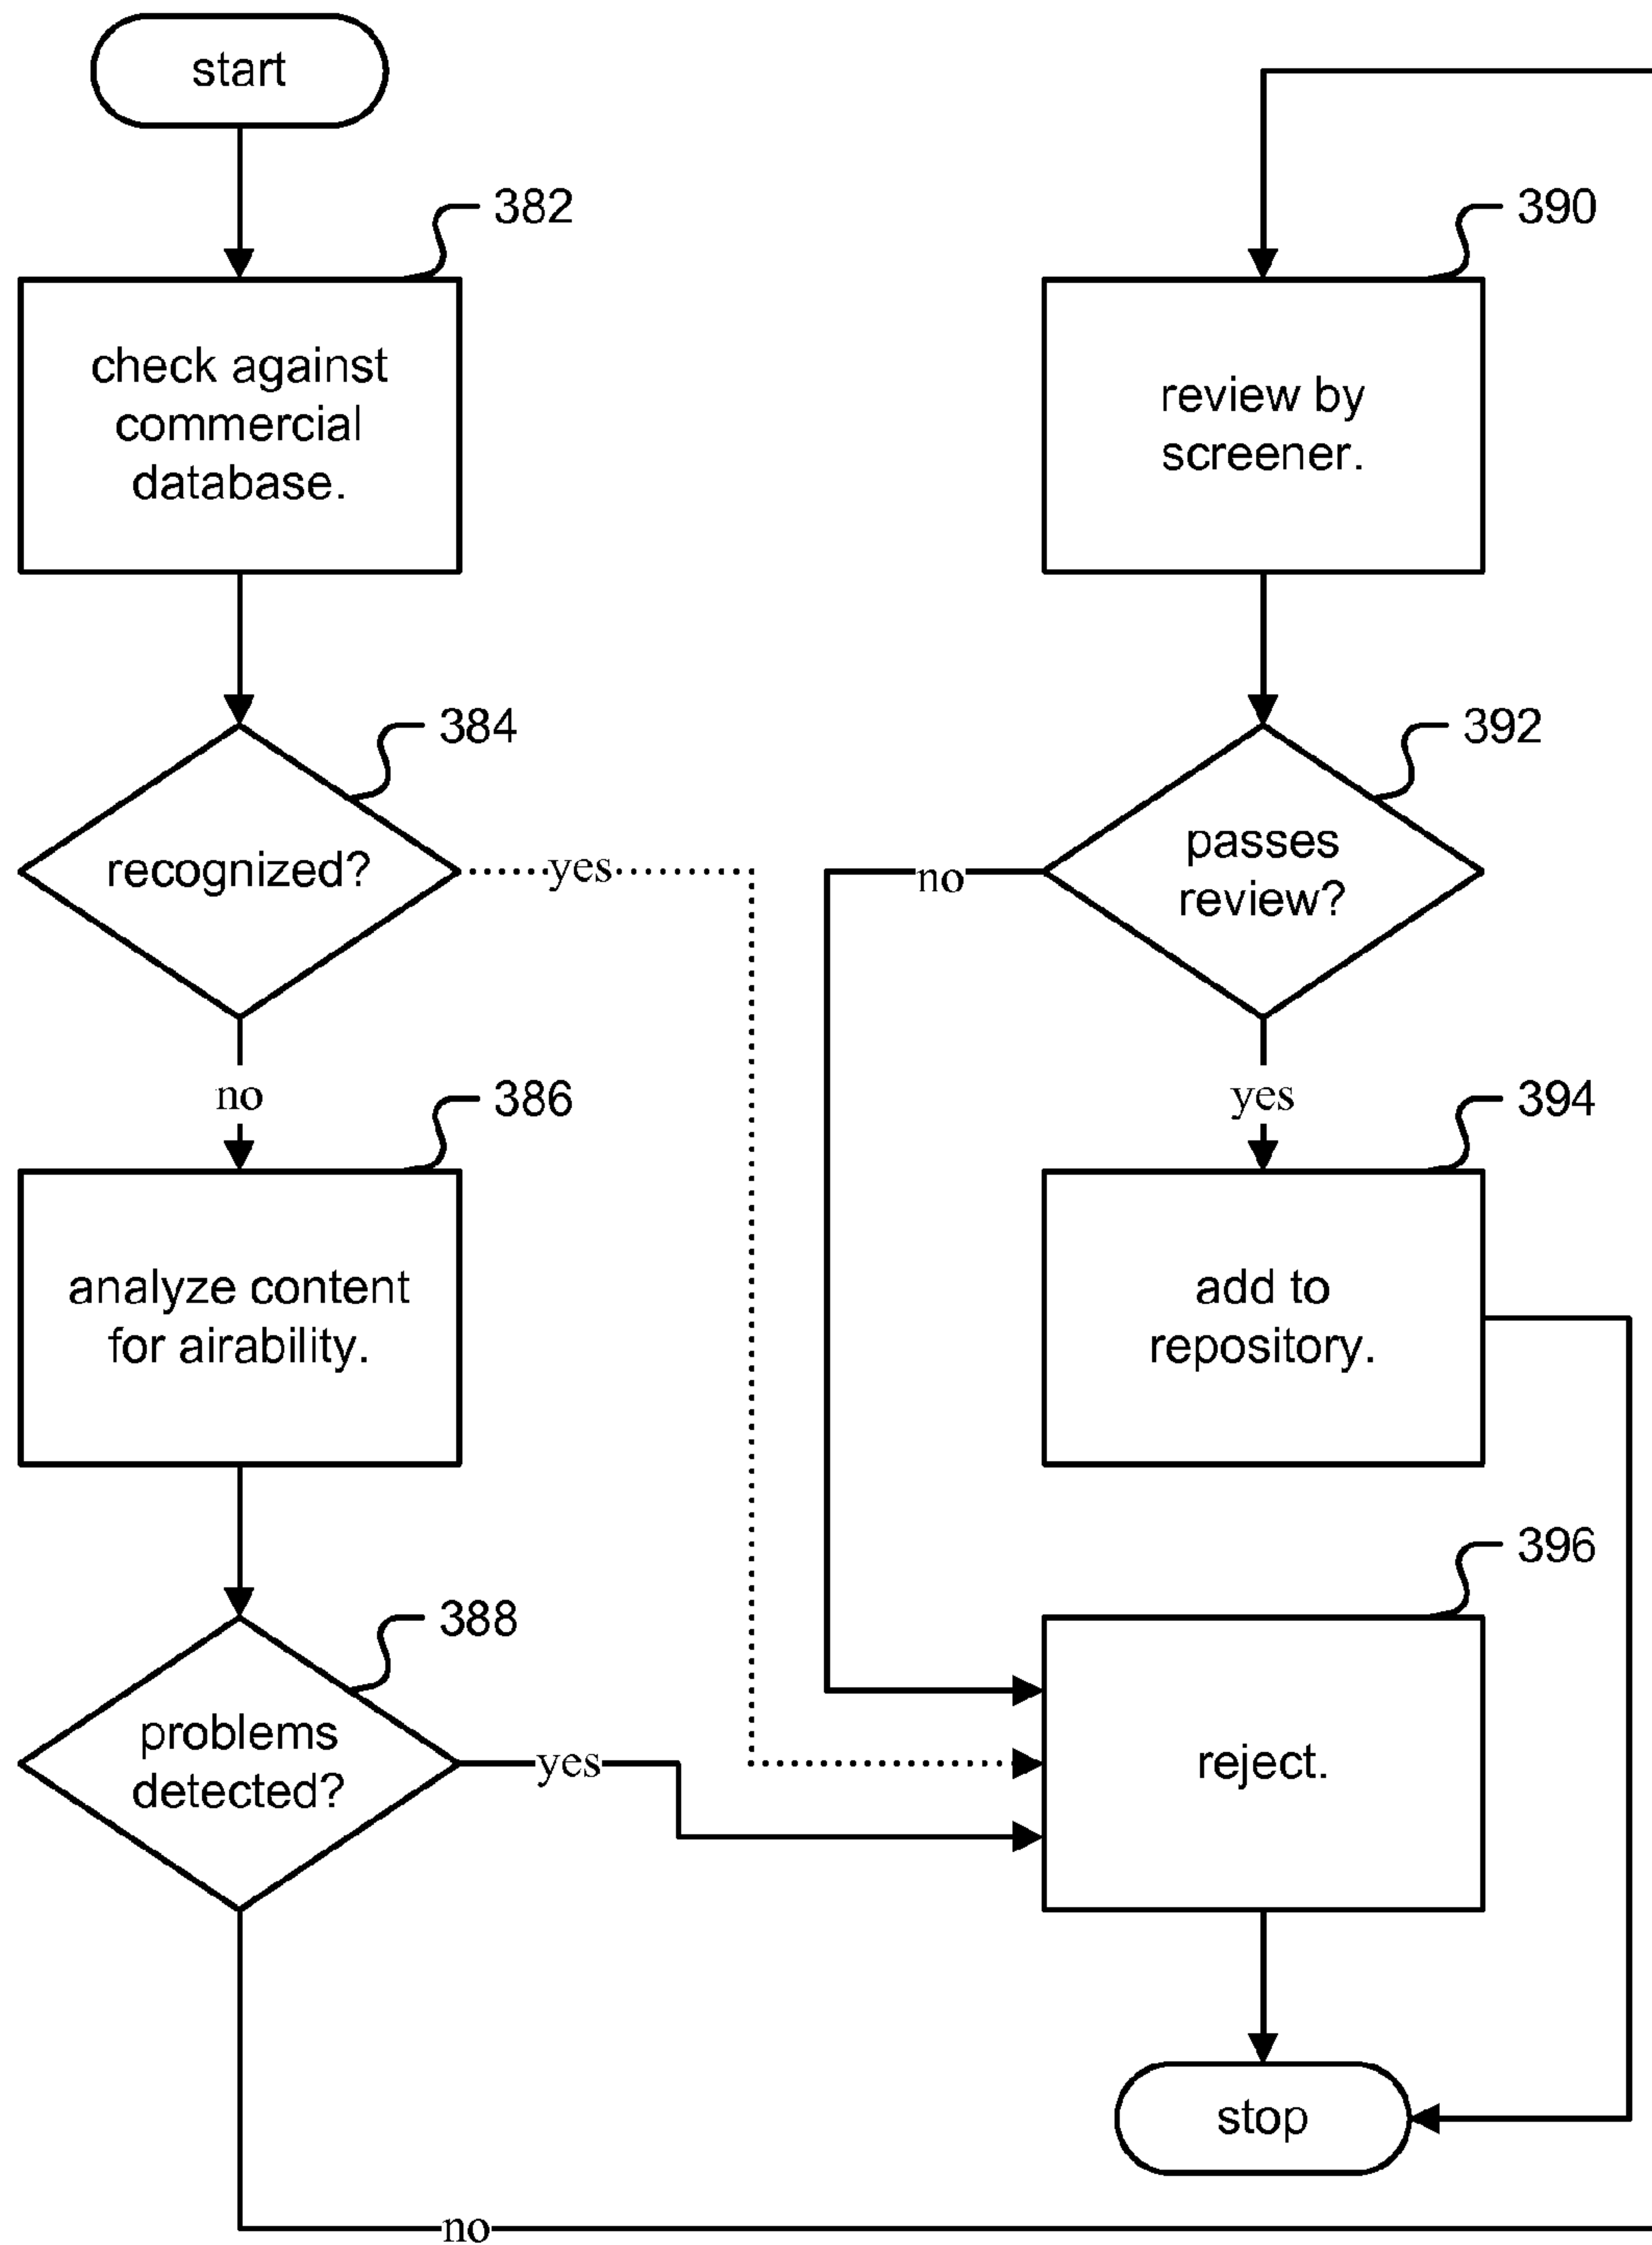 start
382
check against
commercial
database.
384
recognized?
yes
no
386
analyze content
for airability.
388
problems
detected?
yes
no
390
review by
screener.
392
passes
review?
no
yes
394
add to
repository.
396
reject.
stop